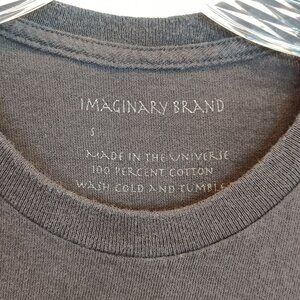 IMAGINARY BRAND
S
MADE IN THE UNIVERSE
100 PERCENT COTTON
WASH COLD AND TUMBLE